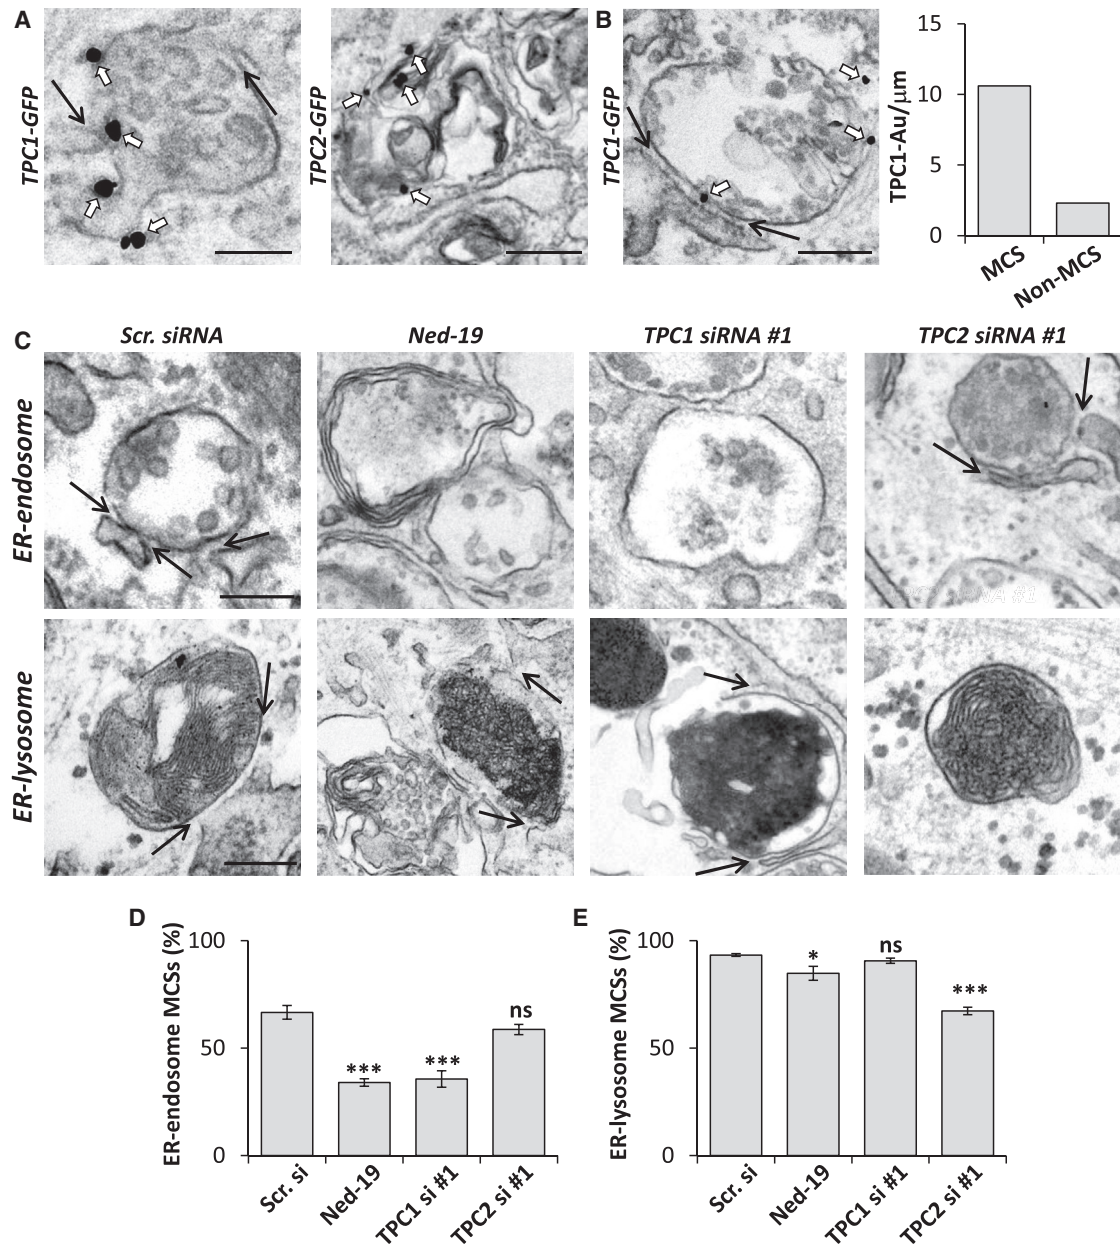 A
B
TPC1-GFP
TPC2-GFP
TPC1-GFP
TPC1-Au/μm
15
10
5
0
MCS
Non-MCS
C
Scr. siRNA
Ned-19
TPC1 siRNA #1
TPC2 siRNA #1
ER-endosome
ER-lysosome
D
ER-endosome MCSs (%)
100
50
0
***
***
ns
Scr. si
Ned-19
TPC1 si #1
TPC2 si #1
E
ER-lysosome MCSs (%)
100
50
0
*
ns
***
Scr. si
Ned-19
TPC1 si #1
TPC2 si #1